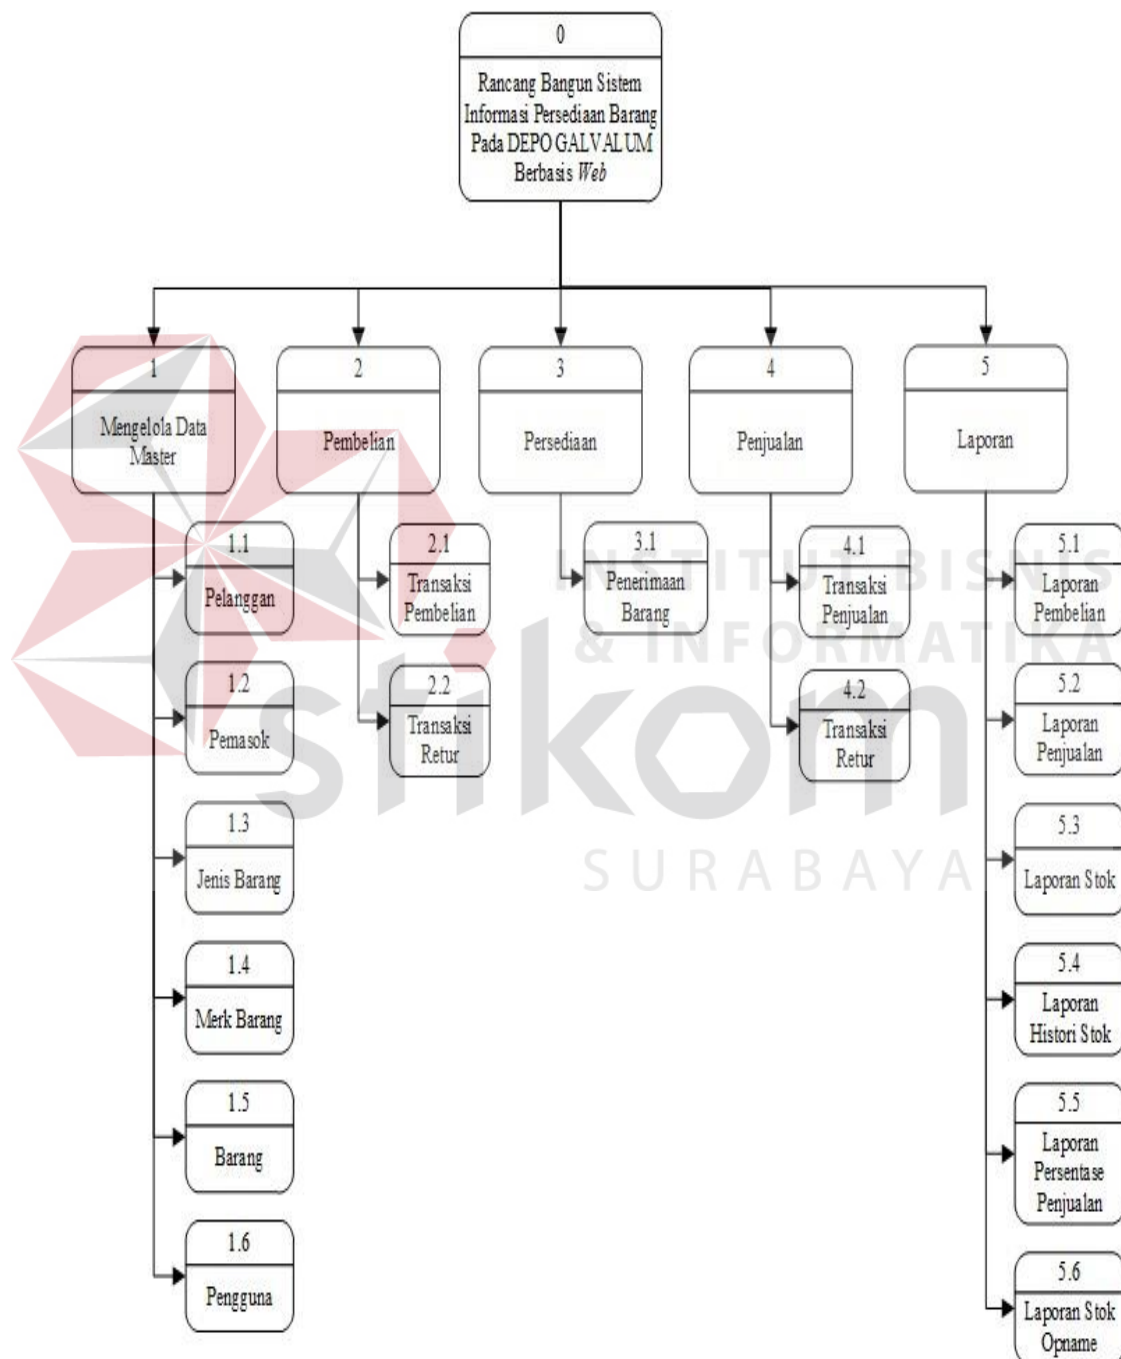 0
Rancang Bangun Sistem
Informasi Persediaan Barang
Pada DEPO GALVALUM
Berbasis Web
1
Mengelola Data
Master
2
Pembelian
3
Persediaan
4
Penjualan
5
Laporan
1.1
Pelanggan
1.2
Pemasok
1.3
Jenis Barang
1.4
Merk Barang
1.5
Barang
1.6
Pengguna
2.1
Transaksi
Pembelian
2.2
Transaksi
Retur
3.1
Penerimaan
Barang
4.1
Transaksi
Penjualan
4.2
Transaksi
Retur
5.1
Laporan
Pembelian
5.2
Laporan
Penjualan
5.3
Laporan Stok
5.4
Laporan
Histori Stok
5.5
Laporan
Persentase
Penjualan
5.6
Laporan Stok
Opname
INSTITUT BISNIS
& INFORMATIKA
stikom
SURABAYA